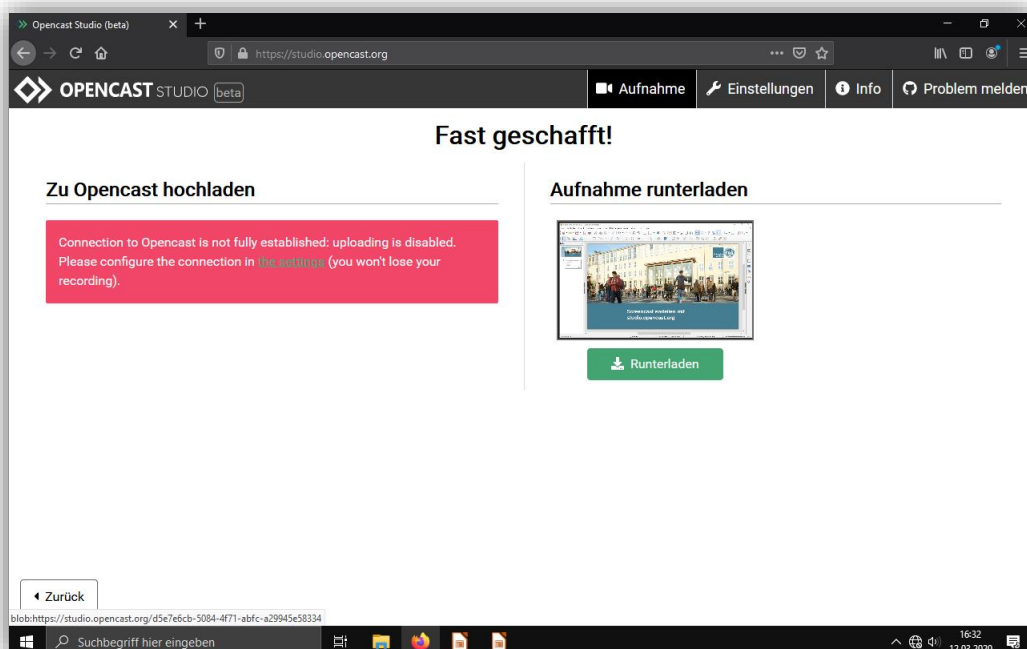 Opencast Studio (beta)
https://studio.opencast.org
OPENCAST STUDIO beta
Aufnahme
Einstellungen
Info
Problem melden
Fast geschafft!
Zu Opencast hochladen
Connection to Opencast is not fully established: uploading is disabled.
Please configure the connection in the settings (you won't lose your
recording).
Aufnahme runterladen
Screencast erstellen mit
studio.opencast.org
Runterladen
Zurück
blob:https://studio.opencast.org/d5e7e6cb-5084-4f71-abfc-a29945e58334
Suchbegriff hier eingeben
16:32
12.03.2020